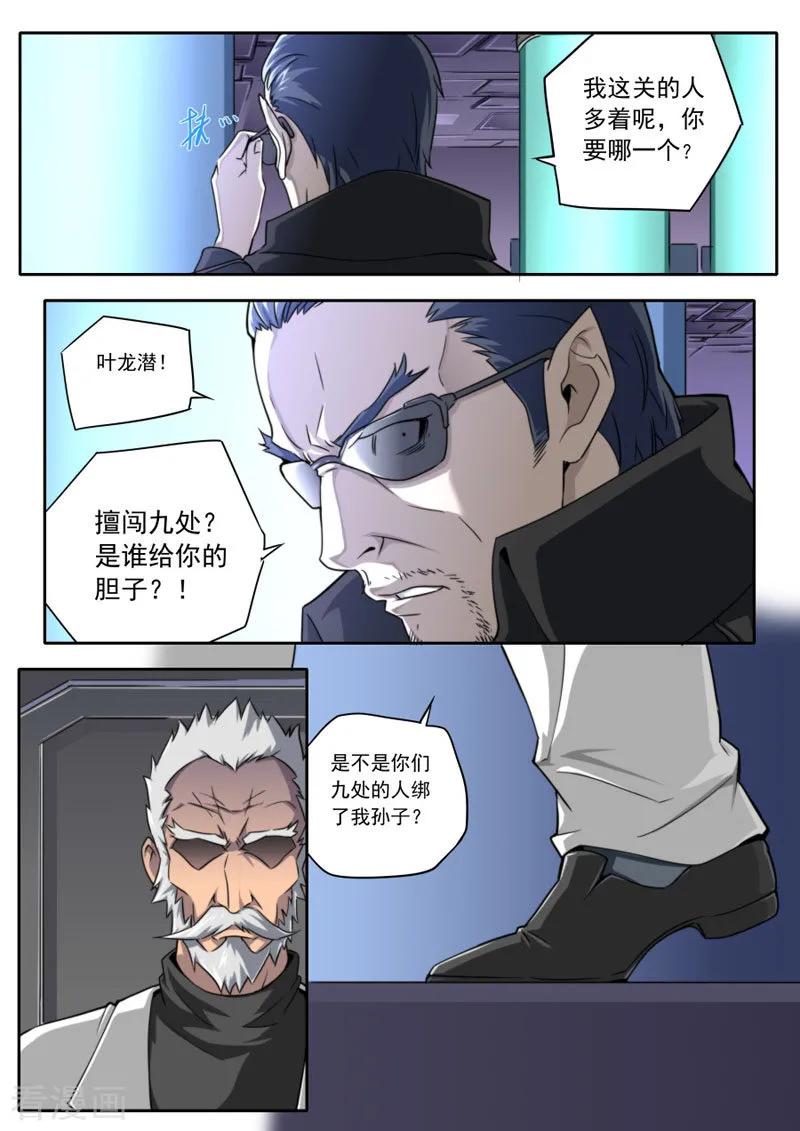 我这关的人
多着呢，你
要哪一个？
扶…
叶龙潜！
擅闯九处？
是谁给你的
胆子？！
是不是你们
九处的人绑
了我孙子？
看漫画